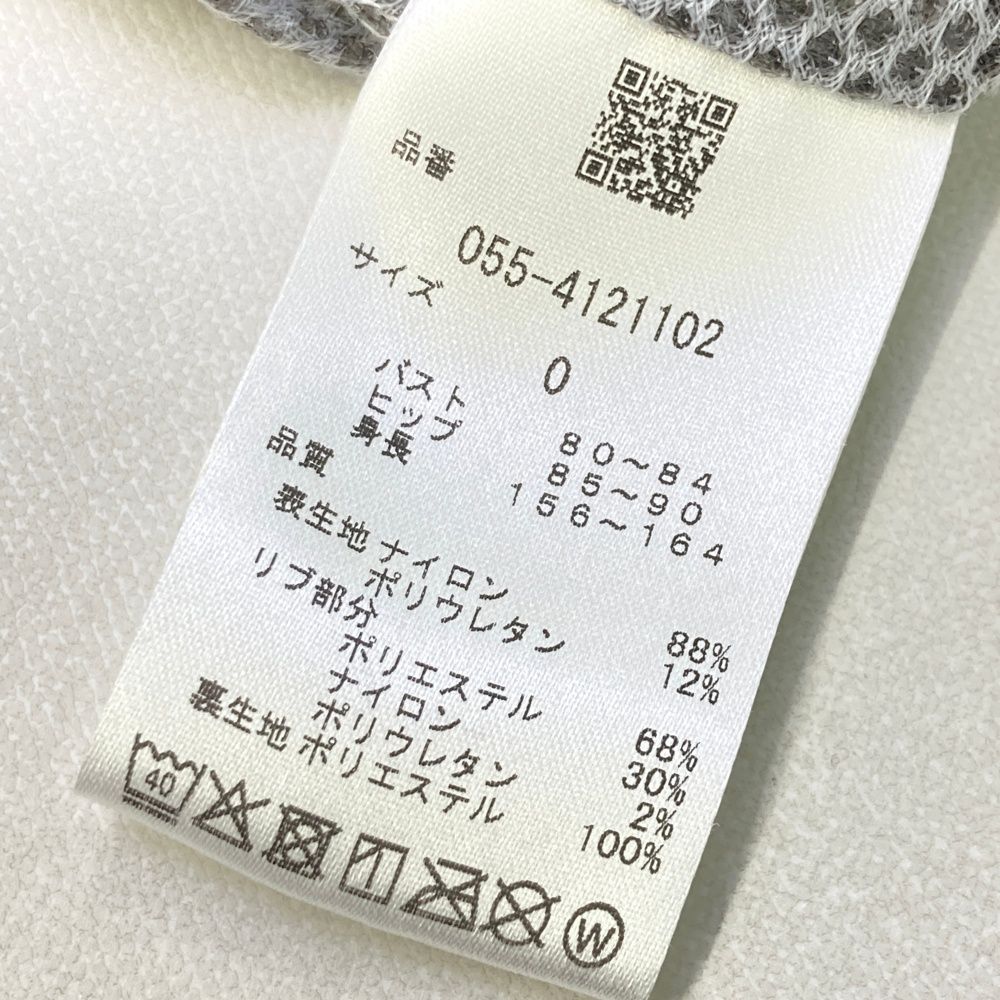 品番
055-4121102
サイズ
0
バスト 80～84
ヒップ 85～90
身長 156～164
品質
表生地 ナイロン 88%
ポリウレタン 12%
リブ部分
ポリエステル 68%
ナイロン 30%
ポリウレタン 2%
裏生地 ポリエステル 100%
40
W